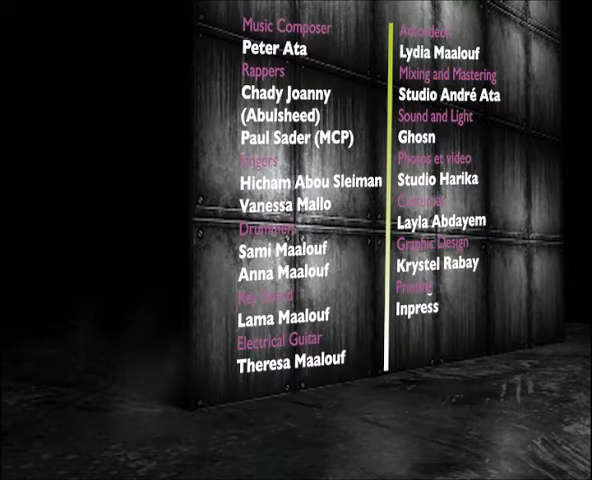 Music Composer
Peter Ata
Rappers
Chady Joanny
(Abulsheed)
Paul Sader (MCP)
Singers
Hicham Abou Sleiman
Vanessa Mallo
Drummers
Sami Maalouf
Anna Maalouf
Key Board
Lama Maalouf
Electrical Guitar
Theresa Maalouf
Accordeon
Lydia Maalouf
Mixing and Mastering
Studio André Ata
Sound and Light
Ghosn
Photos et video
Studio Harika
Costumes
Layla Abdayem
Graphic Design
Krystel Rabay
Printing
Inpress